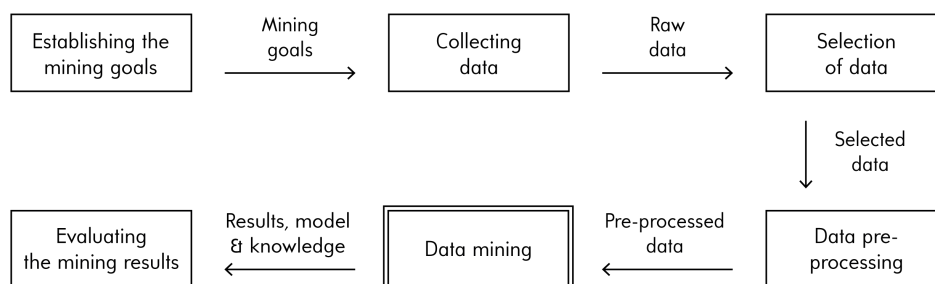 Establishing the
mining goals
Mining
goals
Collecting
data
Raw
data
Selection
of data
Selected
data
Data pre-
processing
Pre-processed
data
Data mining
Results, model
& knowledge
Evaluating
the mining results